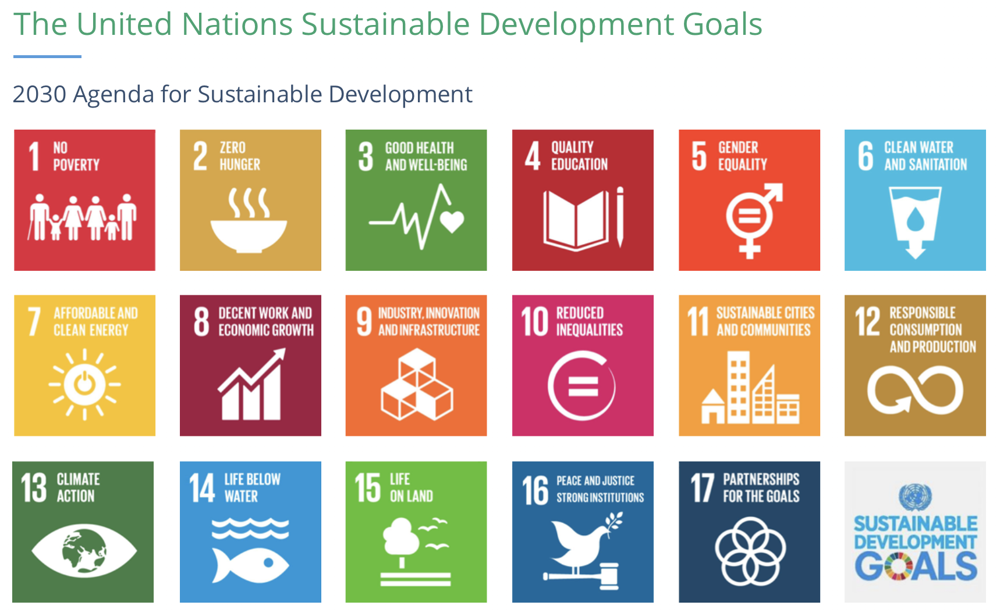 The United Nations Sustainable Development Goals
2030 Agenda for Sustainable Development
1 NO
POVERTY
2 ZERO
HUNGER
3 GOOD HEALTH
AND WELL-BEING
4 QUALITY
EDUCATION
5 GENDER
EQUALITY
6 CLEAN WATER
AND SANITATION
7 AFFORDABLE AND
CLEAN ENERGY
8 DECENT WORK AND
ECONOMIC GROWTH
9 INDUSTRY, INNOVATION
AND INFRASTRUCTURE
10 REDUCED
INEQUALITIES
11 SUSTAINABLE CITIES
AND COMMUNITIES
12 RESPONSIBLE
CONSUMPTION
AND PRODUCTION
13 CLIMATE
ACTION
14 LIFE BELOW
WATER
15 LIFE
ON LAND
16 PEACE AND JUSTICE
STRONG INSTITUTIONS
17 PARTNERSHIPS
FOR THE GOALS
SUSTAINABLE
DEVELOPMENT
GOALS